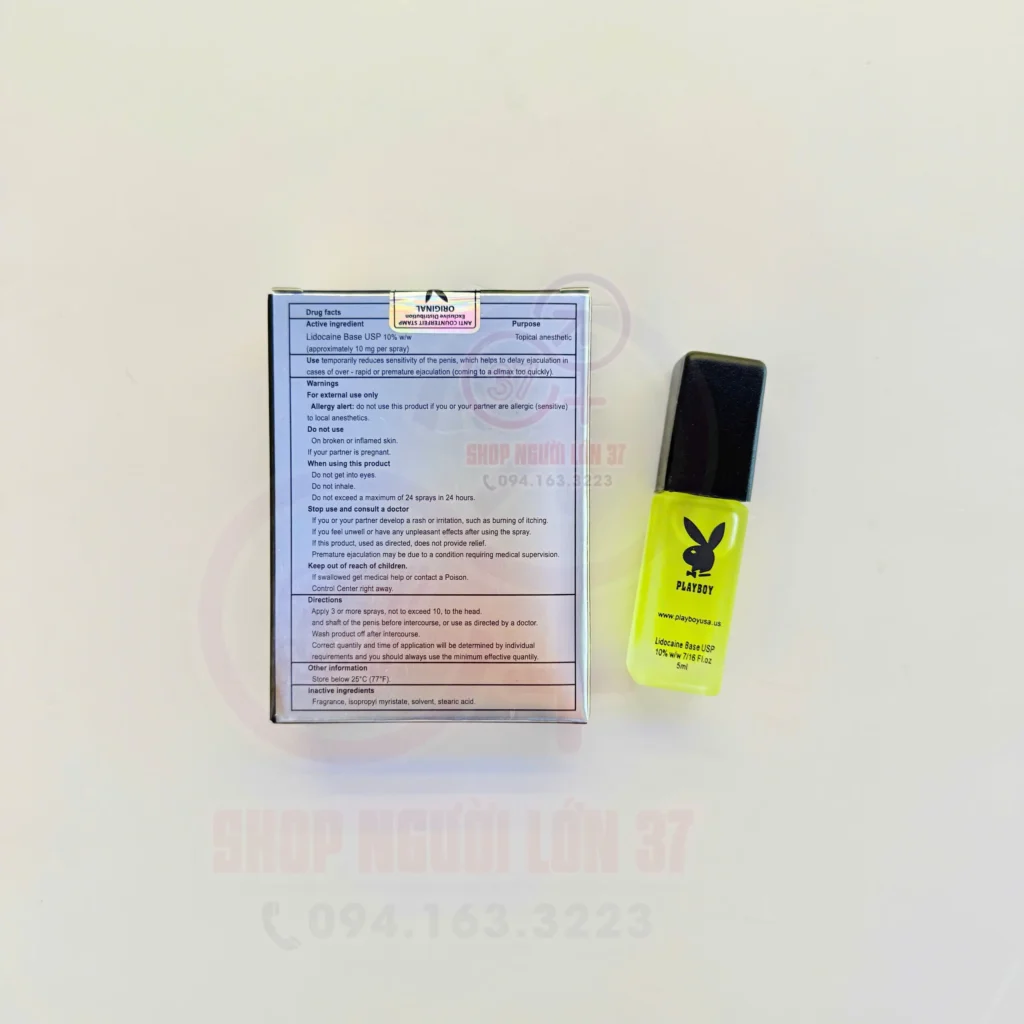 ANTI COUNTERFEIT STAMP
Exclusive Distribution
ORIGINAL
Drug facts
Active ingredient Purpose
Lidocaine Base USP 10% w/w Topical anesthetic
(approximately 10 mg per spray)
Use temporarily reduces sensitivity of the penis, which helps to delay ejaculation in
cases of over - rapid or premature ejaculation (coming to a climax too quickly).
Warnings
For external use only
Allergy alert: do not use this product if you or your partner are allergic (sensitive)
to local anesthetics.
Do not use
On broken or inflamed skin.
If your partner is pregnant.
When using this product
Do not get into eyes.
Do not inhale.
Do not exceed a maximum of 24 sprays in 24 hours.
Stop use and consult a doctor
If you or your partner develop a rash or irritation, such as burning of itching.
If you feel unwell or have any unpleasant effects after using the spray.
If this product, used as directed, does not provide relief.
Premature ejaculation may be due to a condition requiring medical supervision.
Keep out of reach of children.
If swallowed get medical help or contact a Poison.
Control Center right away.
Directions
Apply 3 or more sprays, not to exceed 10, to the head.
and shaft of the penis before intercourse, or use as directed by a doctor.
Wash product off after intercourse.
Correct quantity and time of application will be determined by individual
requirements and you should always use the minimum effective quantity.
Other information
Store below 25°C (77°F).
Inactive ingredients
Fragrance, isopropyl myristate, solvent, stearic acid.
PLAYBOY
www.playboyusa.us
Lidocaine Base USP
10% w/w 7/16 Fl.oz
5ml
37
SHOP NGƯỜI LỚN 37
094.163.3223
SHOP NGƯỜI LỚN 37
094.163.3223